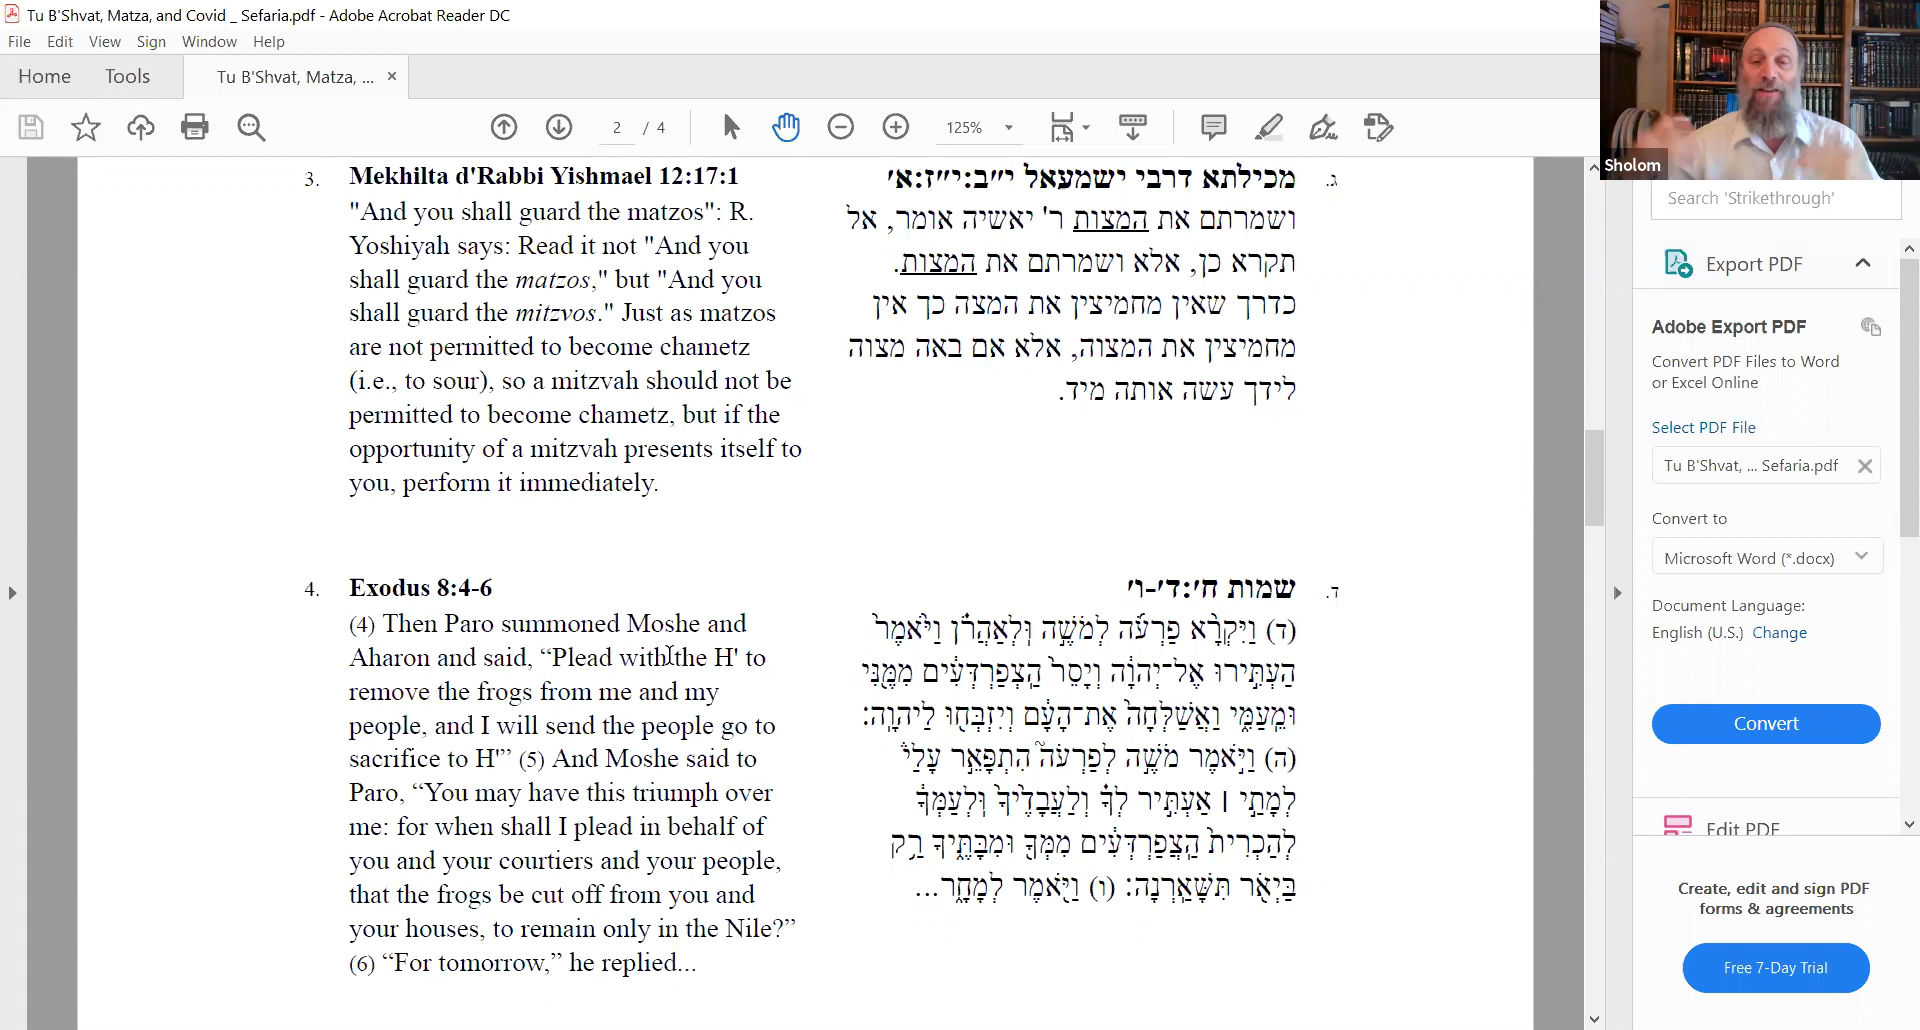 Tu B'Shvat, Matza, and Covid _ Sefaria.pdf - Adobe Acrobat Reader DC
File Edit View Sign Window Help
Home Tools Tu B'Shvat, Matza, ... ×
2 / 4 125%
Sholom
3. Mekhilta d'Rabbi Yishmael 12:17:1
"And you shall guard the matzos": R.
Yoshiyah says: Read it not "And you
shall guard the matzos," but "And you
shall guard the mitzvos." Just as matzos
are not permitted to become chametz
(i.e., to sour), so a mitzvah should not be
permitted to become chametz, but if the
opportunity of a mitzvah presents itself to
you, perform it immediately.
ג. מכילתא דרבי ישמעאל י״ב:י״ז:א׳
ושמרתם את המצות ר' יאשיה אומר, אל
תקרא כן, אלא ושמרתם את המצות.
כדרך שאין מחמיצין את המצה כך אין
מחמיצין את המצוה, אלא אם באה מצוה
לידך עשה אותה מיד.
4. Exodus 8:4-6
(4) Then Paro summoned Moshe and
Aharon and said, “Plead with the H' to
remove the frogs from me and my
people, and I will send the people go to
sacrifice to H'” (5) And Moshe said to
Paro, “You may have this triumph over
me: for when shall I plead in behalf of
you and your courtiers and your people,
that the frogs be cut off from you and
your houses, to remain only in the Nile?”
(6) “For tomorrow,” he replied...
ד. שמות ח׳:ד׳-ו׳
(ד) וַיִּקְרָ֨א פַרְעֹ֜ה לְמֹשֶׁ֣ה וּֽלְאַהֲרֹ֗ן וַיֹּ֙אמֶר֙
הַעְתִּ֣ירוּ אֶל־יְהוָ֔ה וְיָסֵר֙ הַֽצְפַרְדְּעִ֔ים מִמֶּ֖נִּי
וּמֵֽעַמִּ֑י וַאֲשַׁלְּחָה֙ אֶת־הָעָ֔ם וְיִזְבְּח֖וּ לַיהוָֽה׃
(ה) וַיֹּ֣אמֶר מֹשֶׁ֣ה לְפַרְעֹה֮ הִתְפָּאֵ֣ר עָלַי֒
לְמָתַ֣י ׀ אַעְתִּ֣יר לְךָ֗ וְלַעֲבָדֶ֙יךָ֙ וּֽלְעַמְּךָ֔
לְהַכְרִית֙ הַֽצֲפַרְדְּעִ֔ים מִמְּךָ֖ וּמִבָּתֶּ֑יךָ רַ֥ק
בַּיְאֹ֖ר תִּשָּׁאַֽרְנָה׃ (ו) וַיֹּ֖אמֶר לְמָחָ֑ר...
Search 'Strikethrough'
Export PDF
Adobe Export PDF
Convert PDF Files to Word
or Excel Online
Select PDF File
Tu B'Shvat, ... Sefaria.pdf
Convert to
Microsoft Word (*.docx)
Document Language:
English (U.S.) Change
Convert
Edit PDF
Create, edit and sign PDF
forms & agreements
Free 7-Day Trial